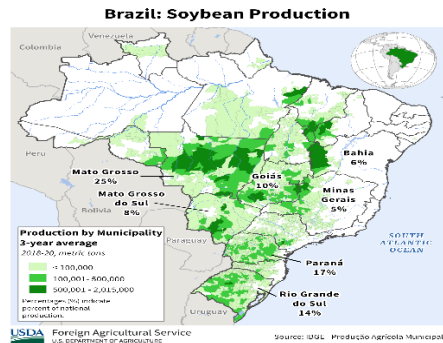 Brazil: Soybean Production
Venezuela
Colombia
Peru
Bolivia
Paraguay
Uruguay
Mato Grosso
25%
Mato Grosso
do Sul
8%
Goiás
10%
Bahia
6%
Minas
Gerais
5%
Paraná
17%
Rio Grande
do Sul
14%
SOUTH
ATLANTIC
OCEAN
Production by Municipality
3-year average
2018-20, metric tons
≤ 100,000
100,001 - 500,000
500,001 - 2,015,000
Percentages (%) indicate
percent of national
production.
USDA Foreign Agricultural Service
U.S. DEPARTMENT OF AGRICULTURE
Source: IBGE Produção Agrícola Municipal